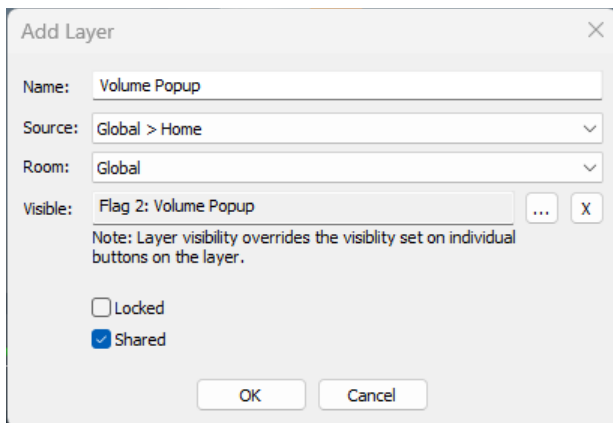 Add Layer
Name: Volume Popup
Source: Global > Home
Room: Global
Visible: Flag 2: Volume Popup ... X
Note: Layer visibility overrides the visiblity set on individual
buttons on the layer.
Locked
Shared
OK Cancel